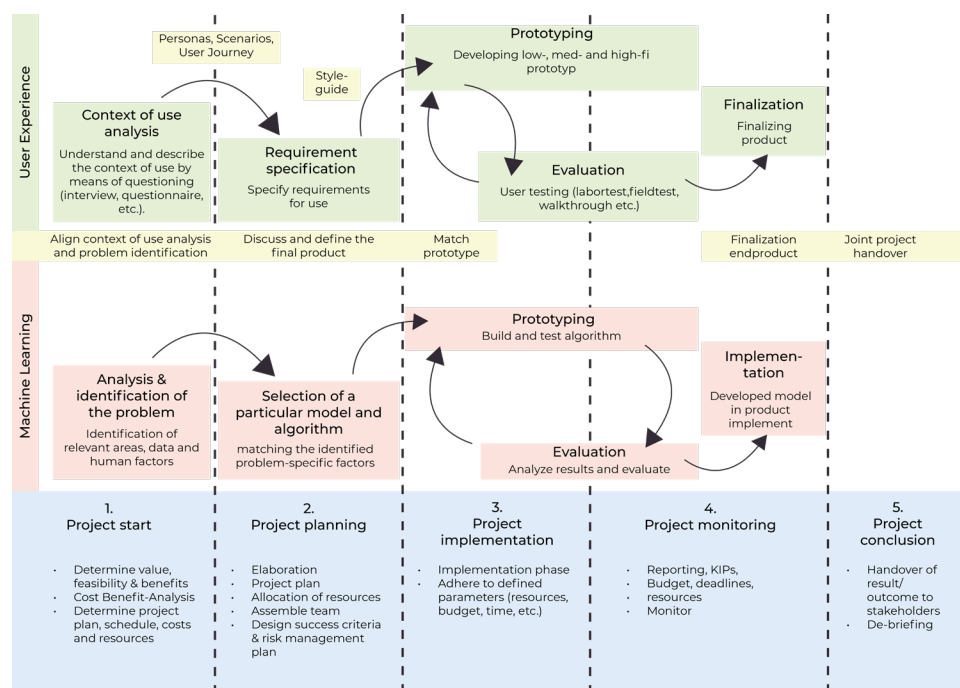 User Experience
Personas, Scenarios,
User Journey
Style-
guide
Context of use
analysis
Understand and describe
the context of use by
means of questioning
(interview, questionnaire,
etc.).
Requirement
specification
Specify requirements
for use
Prototyping
Developing low-, med- and high-fi
prototyp
Evaluation
User testing (labortest,fieldtest,
walkthrough etc.)
Finalization
Finalizing
product
Align context of use analysis
and problem identification
Discuss and define the
final product
Match
prototype
Finalization
endproduct
Joint project
handover
Machine Learning
Analysis &
identification of
the problem
Identification of
relevant areas, data and
human factors
Selection of a
particular model and
algorithm
matching the identified
problem-specific factors
Prototyping
Build and test algorithm
Evaluation
Analyze results and evaluate
Implemen-
tation
Developed model
in product
implement
1.
Project start
· Determine value,
feasibility & benefits
· Cost Benefit-Analysis
· Determine project
plan, schedule, costs
and resources
2.
Project planning
· Elaboration
· Project plan
· Allocation of resources
· Assemble team
· Design success criteria
& risk management
plan
3.
Project
implementation
· Implementation phase
· Adhere to defined
parameters (resources,
budget, time, etc.)
4.
Project monitoring
· Reporting, KIPs,
· Budget, deadlines,
· resources
· Monitor
5.
Project
conclusion
· Handover of
result/
outcome to
stakeholders
· De-briefing